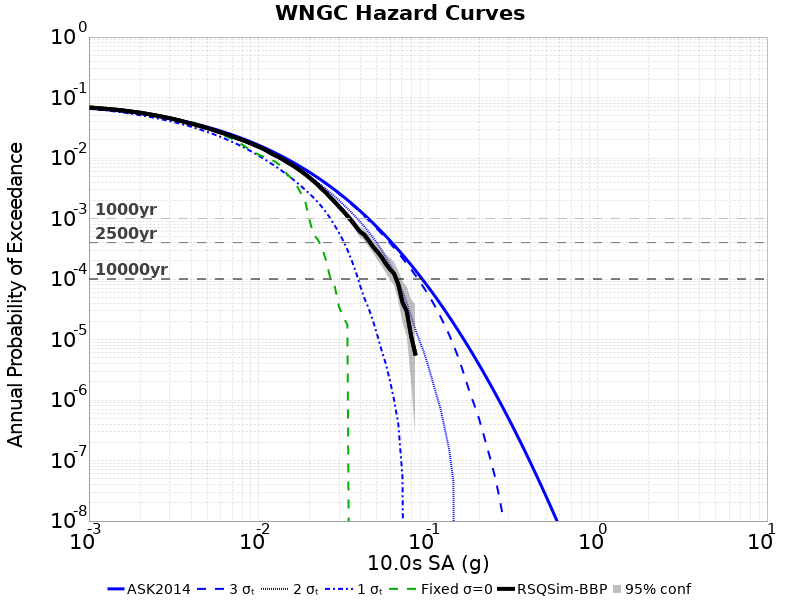 WNGC Hazard Curves
Annual Probability of Exceedance
10^0
10^-1
10^-2
10^-3
10^-4
10^-5
10^-6
10^-7
10^-8
1000yr
2500yr
10000yr
10^-3 10^-2 10^-1 10^0 10^1
10.0s SA (g)
ASK2014 3 σₜ 2 σₜ 1 σₜ Fixed σ=0 RSQSim-BBP 95% conf